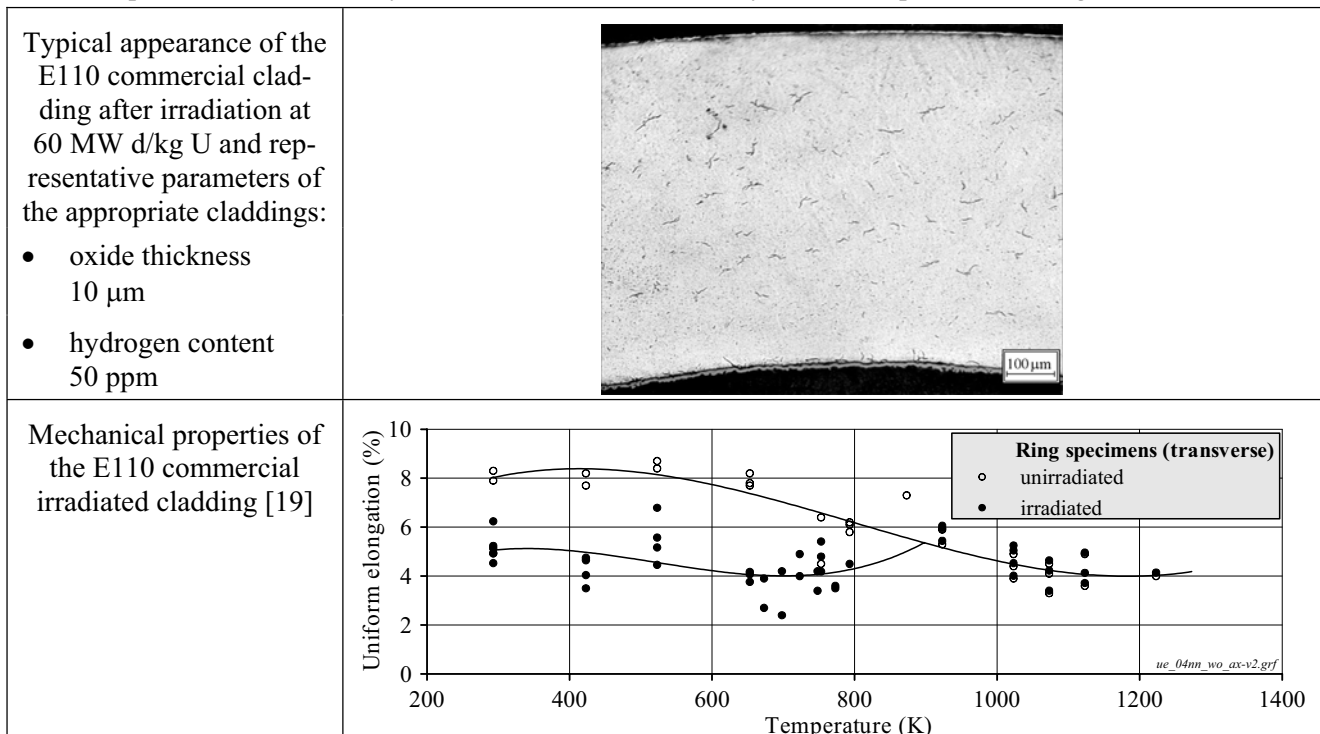 Typical appearance of the
E110 commercial clad-
ding after irradiation at
60 MW d/kg U and rep-
resentative parameters of
the appropriate claddings:
• oxide thickness
10 μm
• hydrogen content
50 ppm
100 μm
Mechanical properties of
the E110 commercial
irradiated cladding [19]
Uniform elongation (%)
10
8
6
4
2
0
Ring specimens (transverse)
unirradiated
irradiated
ue_04nn_wo_ax-v2.grf
200 400 600 800 1000 1200 1400
Temperature (K)